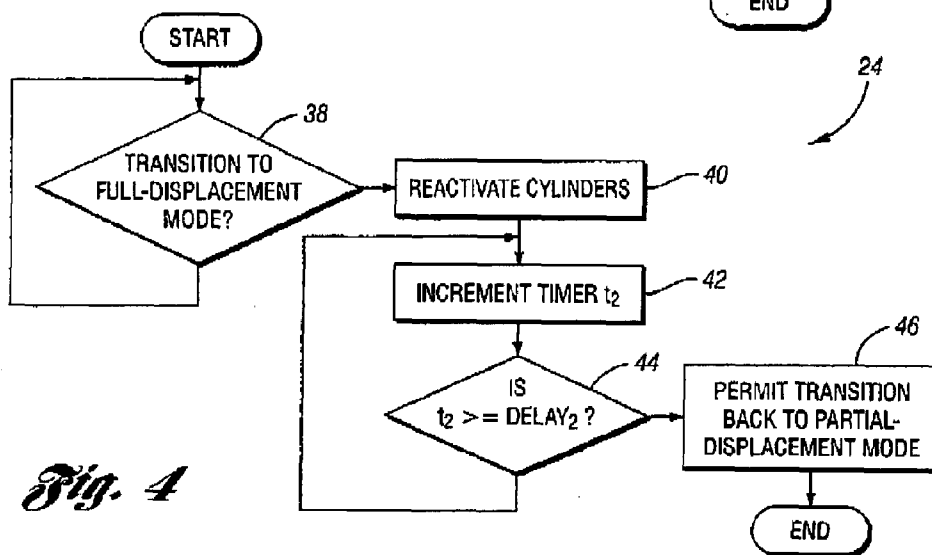 END
START
24
38
TRANSITION TO
FULL-DISPLACEMENT
MODE?
REACTIVATE CYLINDERS
40
INCREMENT TIMER t₂
42
44
IS
t₂ >= DELAY₂ ?
46
PERMIT TRANSITION
BACK TO PARTIAL-
DISPLACEMENT MODE
END
Fig. 4